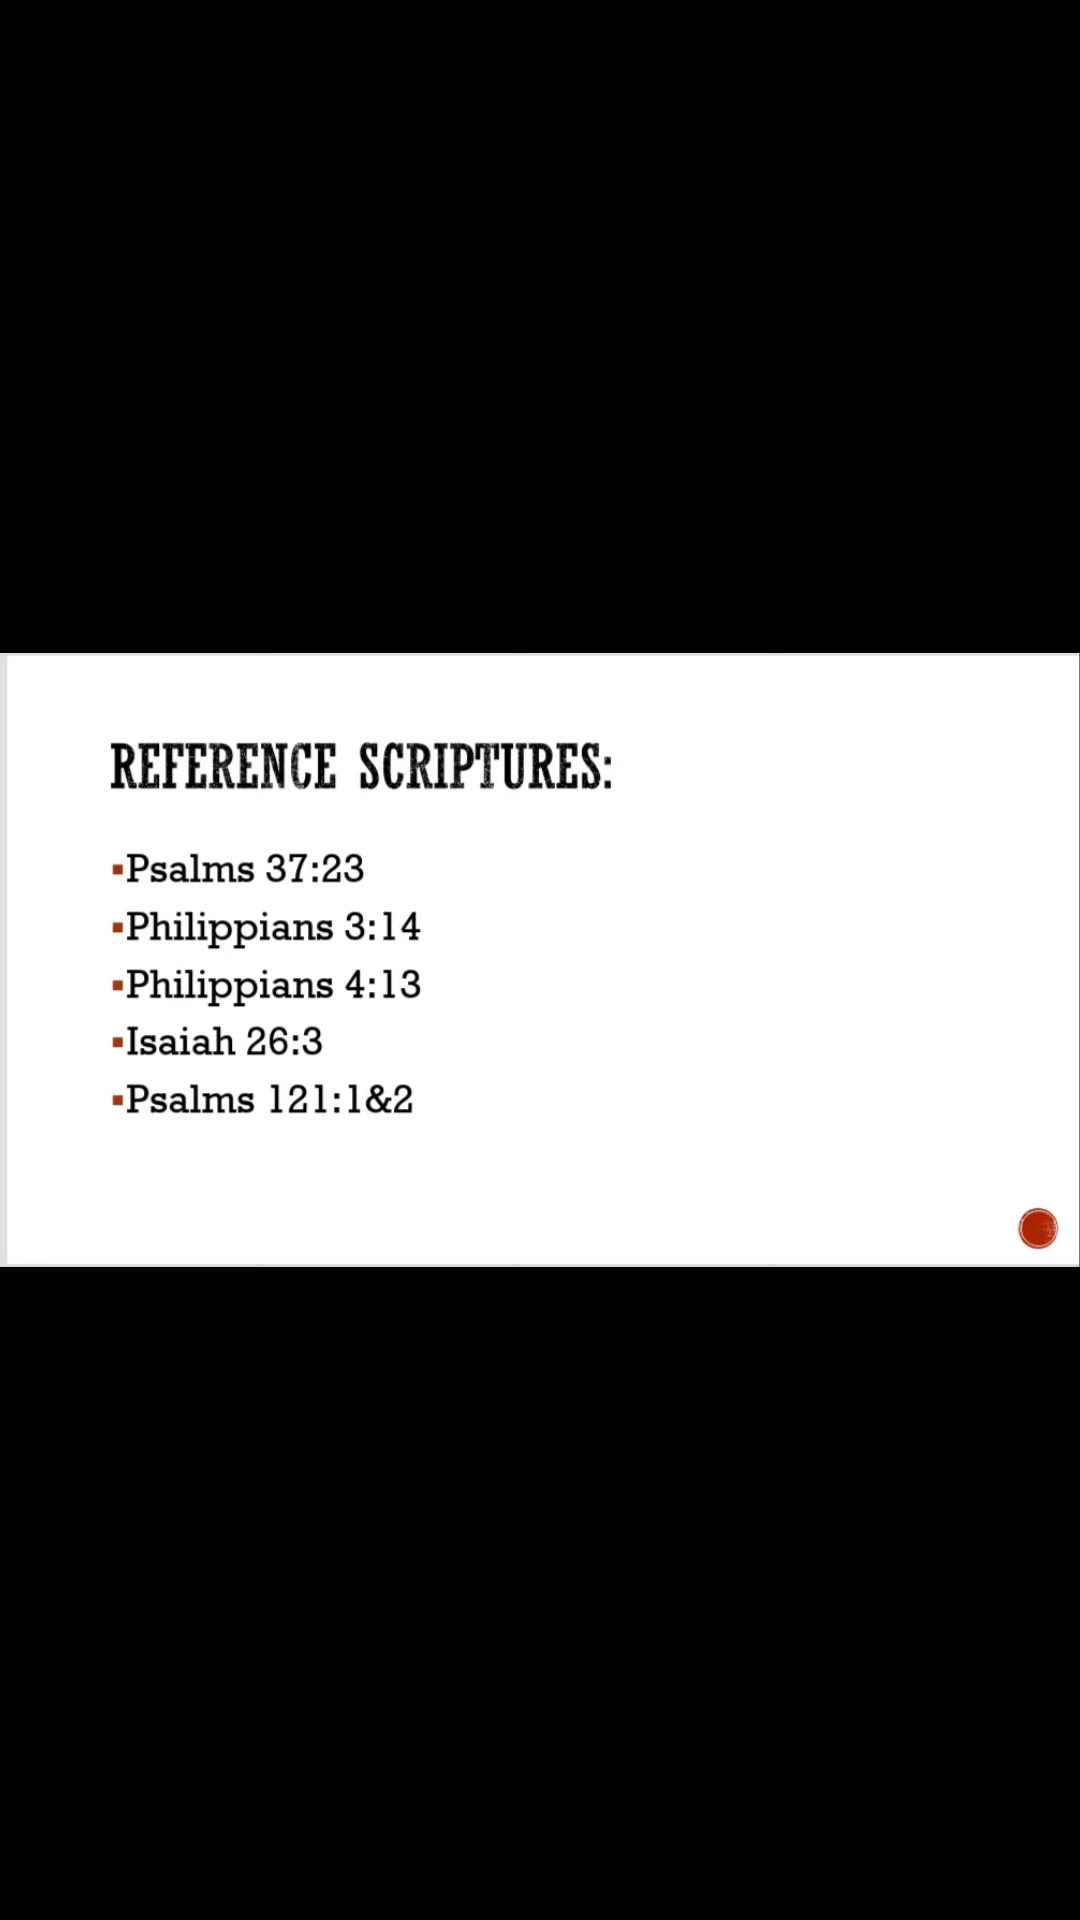 REFERENCE SCRIPTURES:
▪Psalms 37:23
▪Philippians 3:14
▪Philippians 4:13
▪Isaiah 26:3
▪Psalms 121:1&2